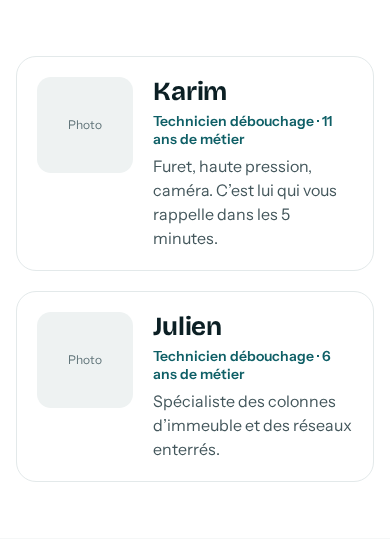 Photo
Karim
Technicien débouchage · 11
ans de métier
Furet, haute pression,
caméra. C’est lui qui vous
rappelle dans les 5
minutes.
Photo
Julien
Technicien débouchage · 6
ans de métier
Spécialiste des colonnes
d’immeuble et des réseaux
enterrés.